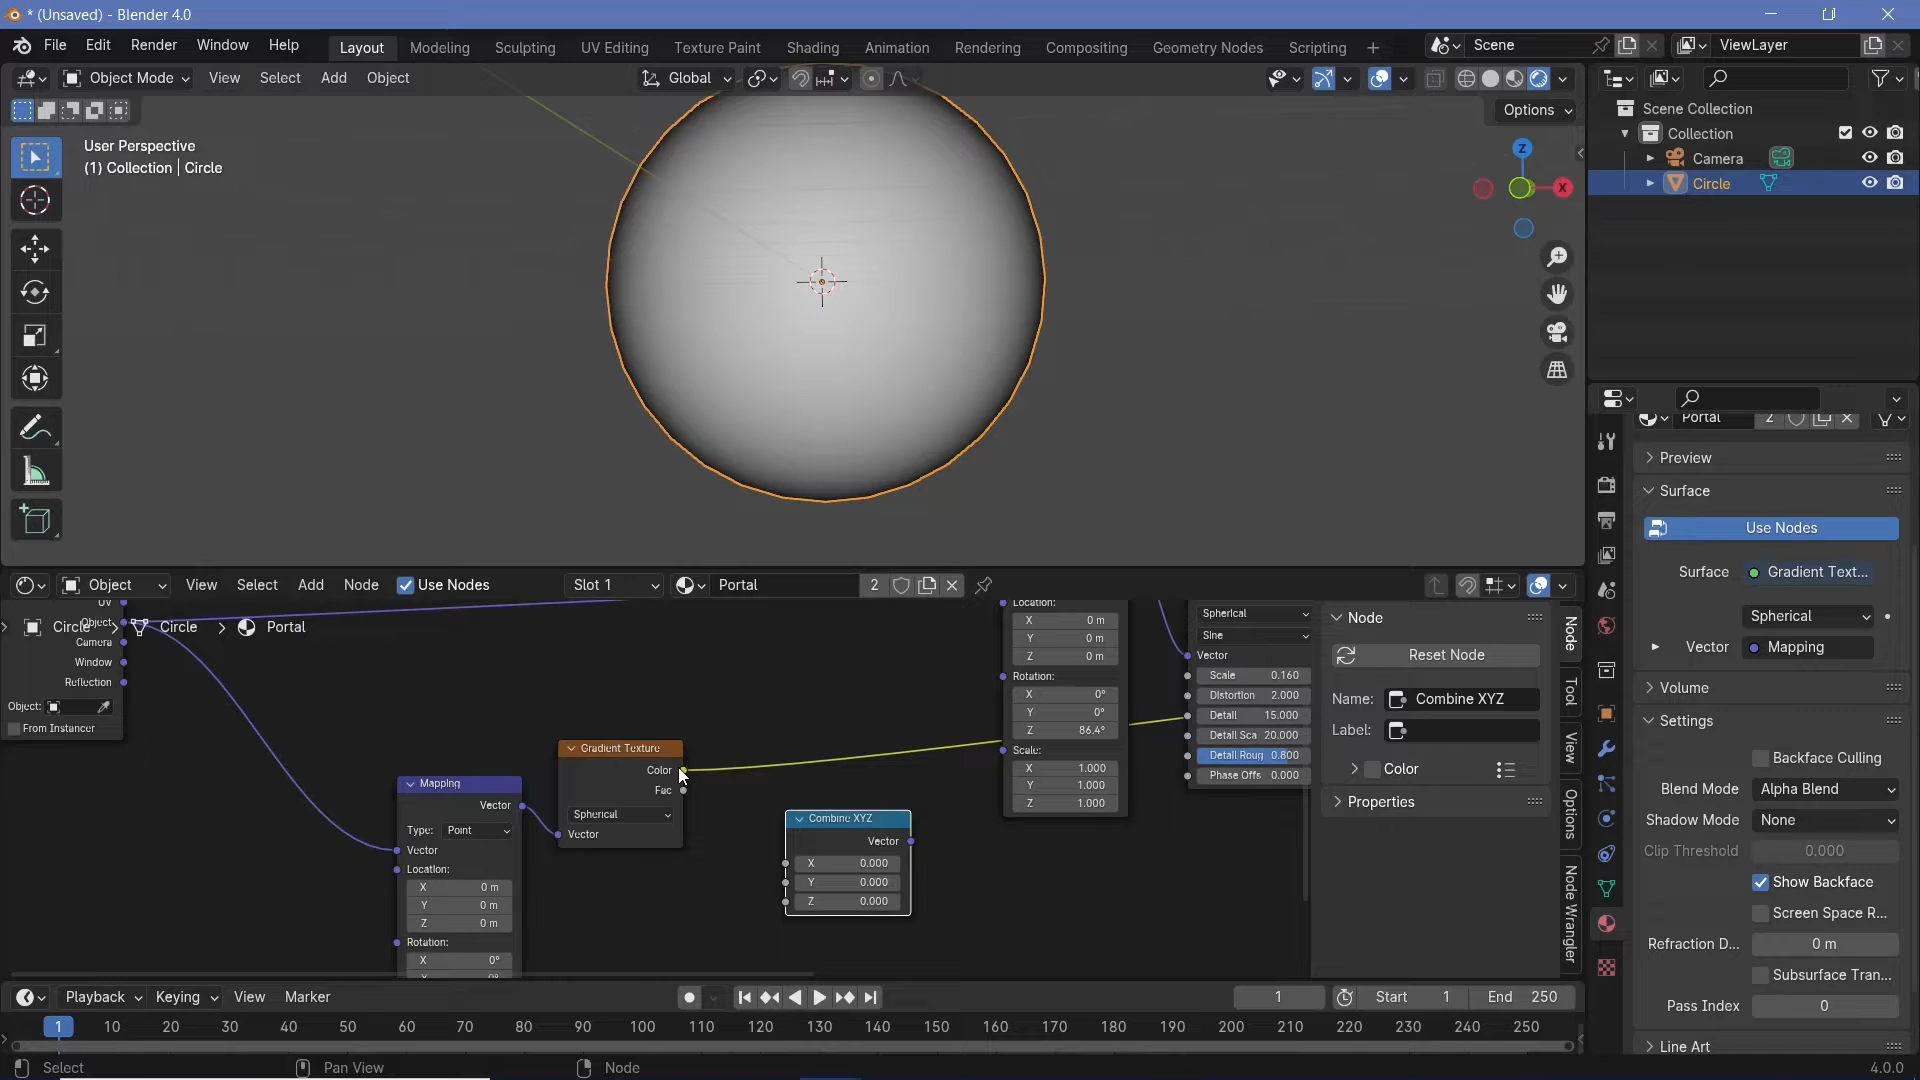 * (Unsaved) - Blender 4.0
File Edit Render Window Help
Layout Modeling Sculpting UV Editing Texture Paint Shading Animation Rendering Compositing Geometry Nodes Scripting +
Scene
ViewLayer
Object Mode View Select Add Object
Global
Options
User Perspective
(1) Collection | Circle
Z
X
Scene Collection
Collection
Camera
Circle
Portal 2
Preview
Surface
Use Nodes
Surface Gradient Text...
Spherical
Vector Mapping
Volume
Settings
Backface Culling
Blend Mode Alpha Blend
Shadow Mode None
Clip Threshold 0.000
Show Backface
Screen Space R...
Refraction D... 0 m
Subsurface Tran...
Pass Index 0
Line Art
Object View Select Add Node Use Nodes Slot 1 Portal 2
UV
Object
Camera
Window
Reflection
Object:
From Instancer
Circle > Circle > Portal
Mapping
Vector
Type: Point
Vector
Location:
X 0 m
Y 0 m
Z 0 m
Rotation:
X 0°
Y 0°
Gradient Texture
Color
Fac
Spherical
Vector
Combine XYZ
Vector
X 0.000
Y 0.000
Z 0.000
Location:
X 0 m
Y 0 m
Z 0 m
Rotation:
X 0°
Y 0°
Z 86.4°
Scale:
X 1.000
Y 1.000
Z 1.000
Spherical
Sine
Vector
Scale 0.160
Distortion 2.000
Detail 15.000
Detail Sca 20.000
Detail Roug 0.800
Phase Offs 0.000
Node
Reset Node
Name: Combine XYZ
Label:
Color
Properties
Node
Tool
View
Options
Node Wrangler
Playback Keying View Marker
1
Start 1
End 250
1 10 20 30 40 50 60 70 80 90 100 110 120 130 140 150 160 170 180 190 200 210 220 230 240 250
Select Pan View Node 4.0.0